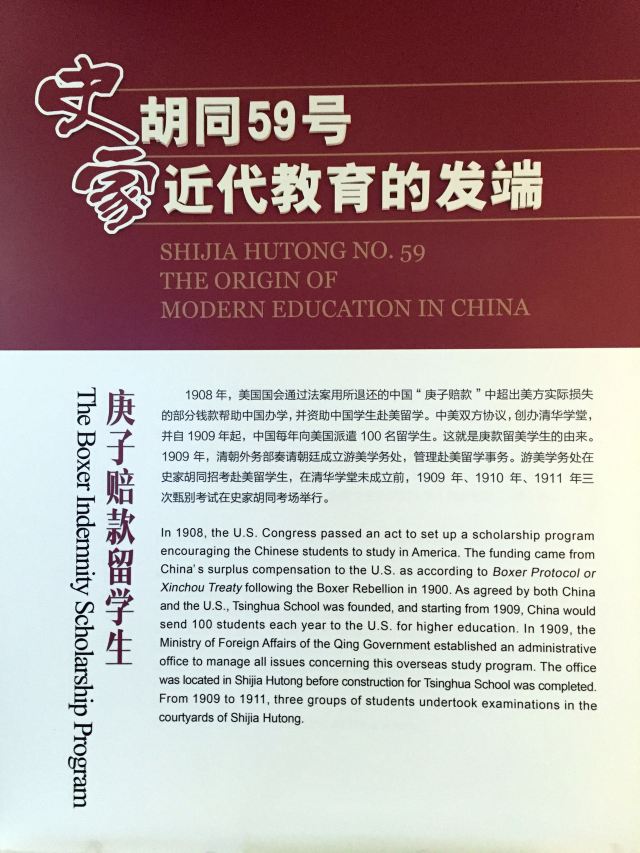 史家胡同59号
近代教育的发端
SHIJIA HUTONG NO. 59
THE ORIGIN OF
MODERN EDUCATION IN CHINA
庚子赔款留学生
The Boxer Indemnity Scholarship Program
1908 年，美国国会通过法案用所退还的中国“庚子赔款”中超出美方实际损失
的部分钱款帮助中国办学，并资助中国学生赴美留学。中美双方协议，创办清华学堂，
并自 1909 年起，中国每年向美国派遣 100 名留学生。这就是庚款留美学生的由来。
1909 年，清朝外务部奏请朝廷成立游美学务处，管理赴美留学事务。游美学务处在
史家胡同招考赴美留学生，在清华学堂未成立前，1909 年、1910 年、1911 年三
次甄别考试在史家胡同考场举行。
In 1908, the U.S. Congress passed an act to set up a scholarship program
encouraging the Chinese students to study in America. The funding came from
China's surplus compensation to the U.S. as according to Boxer Protocol or
Xinchou Treaty following the Boxer Rebellion in 1900. As agreed by both China
and the U.S., Tsinghua School was founded, and starting from 1909, China would
send 100 students each year to the U.S. for higher education. In 1909, the
Ministry of Foreign Affairs of the Qing Government established an administrative
office to manage all issues concerning this overseas study program. The office
was located in Shijia Hutong before construction for Tsinghua School was completed.
From 1909 to 1911, three groups of students undertook examinations in the
courtyards of Shijia Hutong.